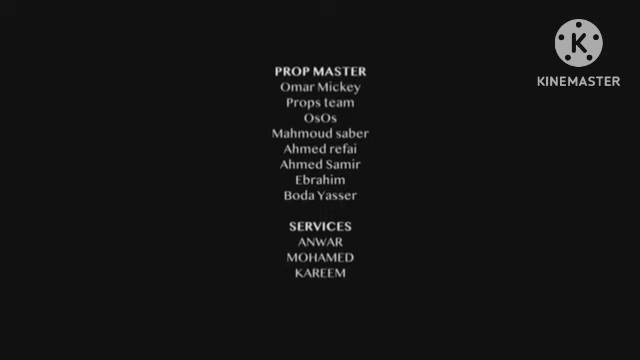 PROP MASTER
Omar Mickey
Props team
OsOs
Mahmoud saber
Ahmed refai
Ahmed Samir
Ebrahim
Boda Yasser
SERVICES
ANWAR
MOHAMED
KAREEM
K
KINEMASTER